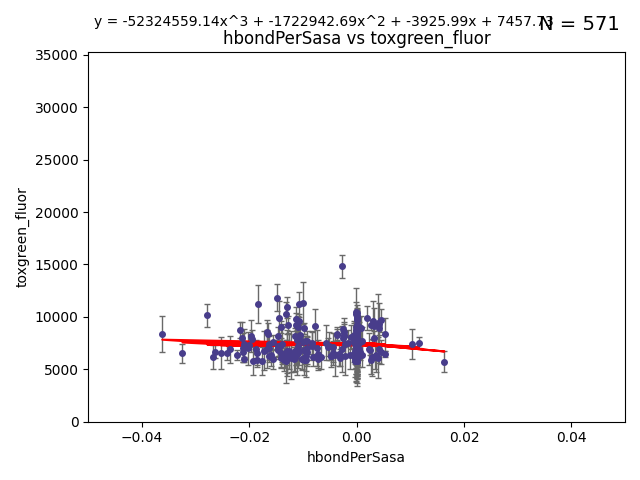 y = -52324559.14x^3 + -1722942.69x^2 + -3925.99x + 7457.
N = 571
hbondPerSasa vs toxgreen_fluor
35000
30000
25000
20000
15000
10000
5000
0
toxgreen_fluor
−0.04 −0.02 0.00 0.02 0.04
hbondPerSasa